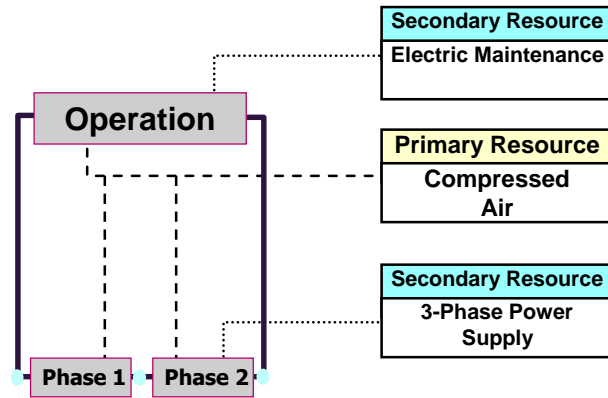 Secondary Resource
Electric Maintenance
Operation
Primary Resource
Compressed
Air
Secondary Resource
3-Phase Power
Supply
Phase 1
Phase 2